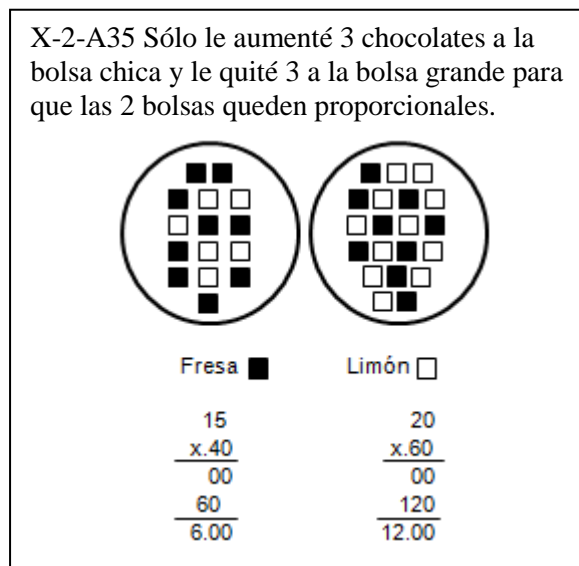 X-2-A35 Sólo le aumenté 3 chocolates a la
bolsa chica y le quité 3 a la bolsa grande para
que las 2 bolsas queden proporcionales.
Fresa
Limón
15
x.40
00
60
6.00
20
x.60
00
120
12.00